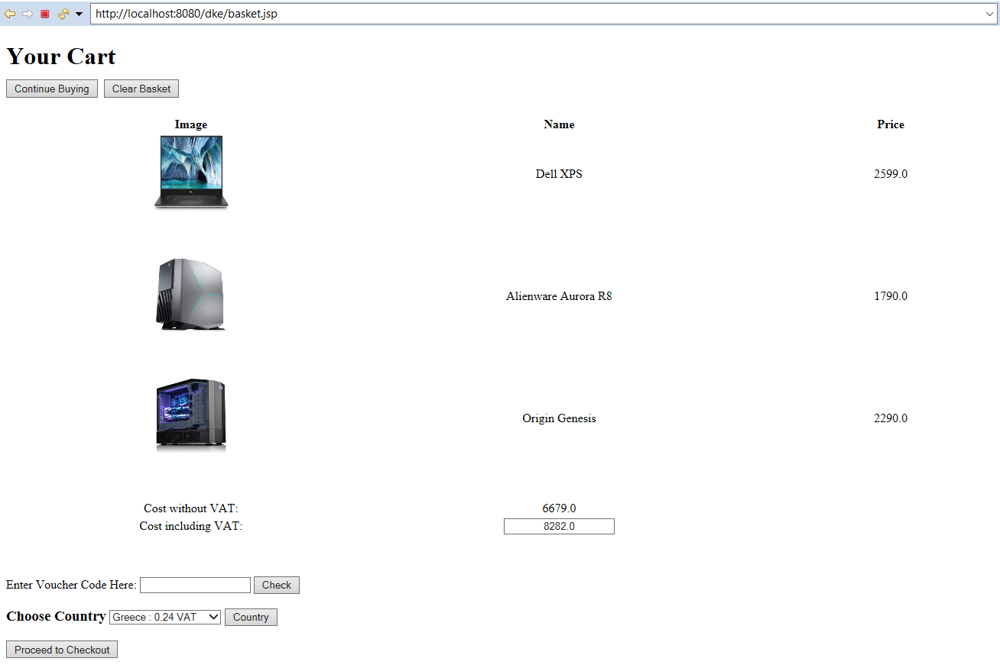 http://localhost:8080/dke/basket.jsp
Your Cart
Continue Buying Clear Basket
Image Name Price
Dell XPS 2599.0
Alienware Aurora R8 1790.0
Origin Genesis 2290.0
Cost without VAT: 6679.0
Cost including VAT: 8282.0
Enter Voucher Code Here: Check
Choose Country Greece : 0.24 VAT Country
Proceed to Checkout